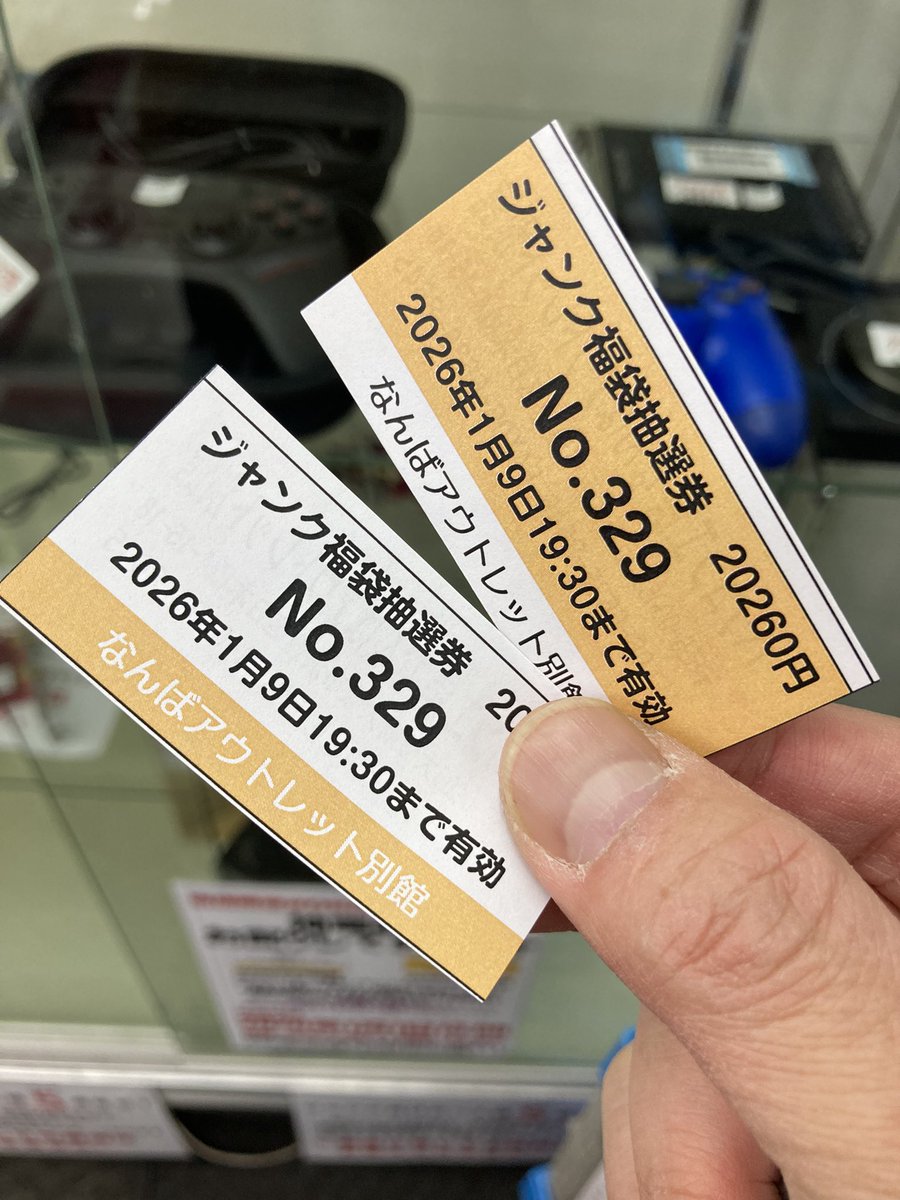 ジャンク福袋抽選券 20260円
No.329
2026年1月9日19:30まで有効
なんばアウトレット別
ジャンク福袋抽選券 20
No.329
2026年1月9日19:30まで有効
なんばアウトレット別館